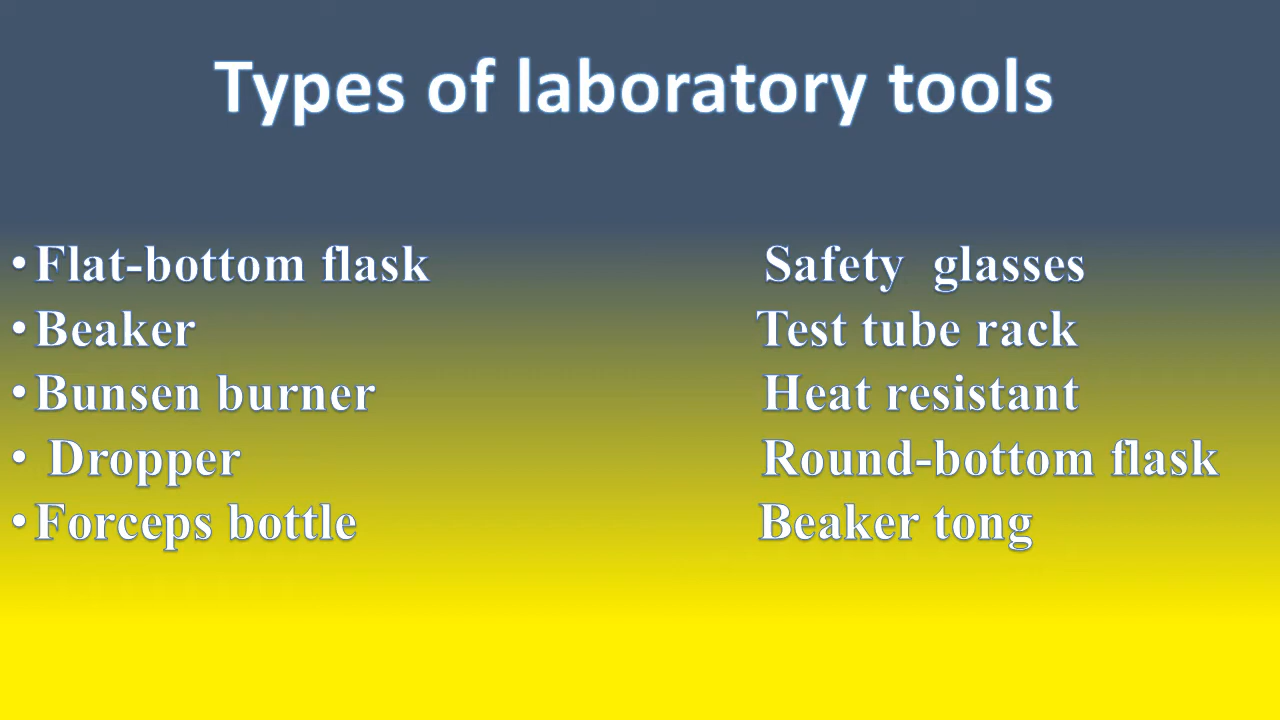 Types of laboratory tools
• Flat-bottom flask Safety glasses
• Beaker Test tube rack
• Bunsen burner Heat resistant
• Dropper Round-bottom flask
• Forceps bottle Beaker tong